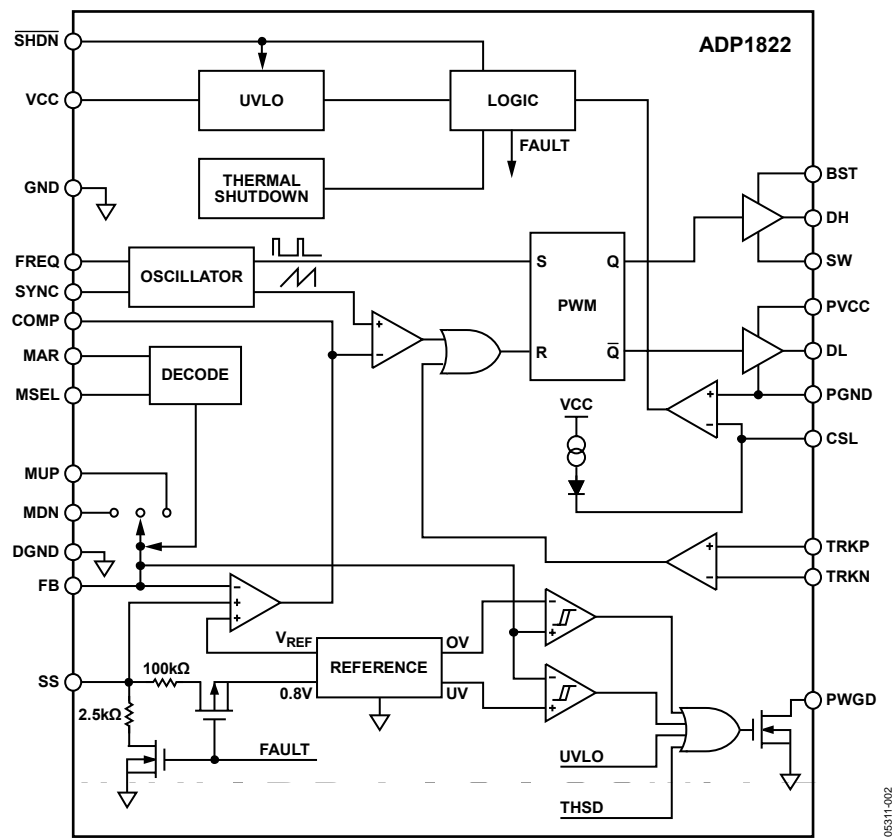 ADP1822
SHDN
VCC
GND
FREQ
SYNC
COMP
MAR
MSEL
MUP
MDN
DGND
FB
SS
UVLO
LOGIC
FAULT
THERMAL
SHUTDOWN
OSCILLATOR
DECODE
S
Q
PWM
R
Q
+
−
BST
DH
SW
PVCC
DL
PGND
CSL
+
−
VCC
TRKP
TRKN
+
−
−
+
+
VREF
REFERENCE
0.8V
OV
UV
−
+
−
+
100kΩ
2.5kΩ
FAULT
UVLO
THSD
PWGD
05311-002